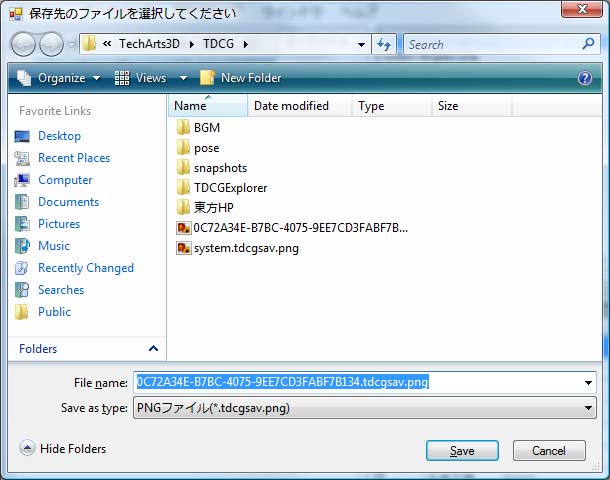 保存先のファイルを選択してください
« TechArts3D ▸ TDCG ▸
Search
Organize Views New Folder
Favorite Links
Desktop
Recent Places
Computer
Documents
Pictures
Music
Recently Changed
Searches
Public
Folders
Name Date modified Type Size
BGM
pose
snapshots
TDCGExplorer
東方HP
0C72A34E-B7BC-4075-9EE7CD3FABF7B...
system.tdcgsav.png
File name: 0C72A34E-B7BC-4075-9EE7CD3FABF7B134.tdcgsav.png
Save as type: PNGファイル(*.tdcgsav.png)
Hide Folders
Save Cancel